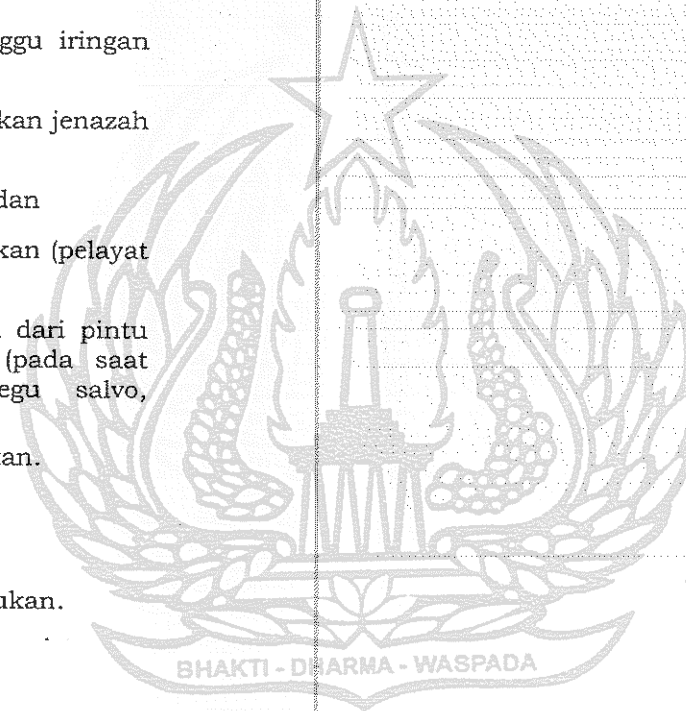 ggu iringan
kan jenazah
dan
kan (pelayat
dari pintu
(pada saat
egu salvo,
tan.
ukan.
BHAKTI - DHARMA - WASPADA